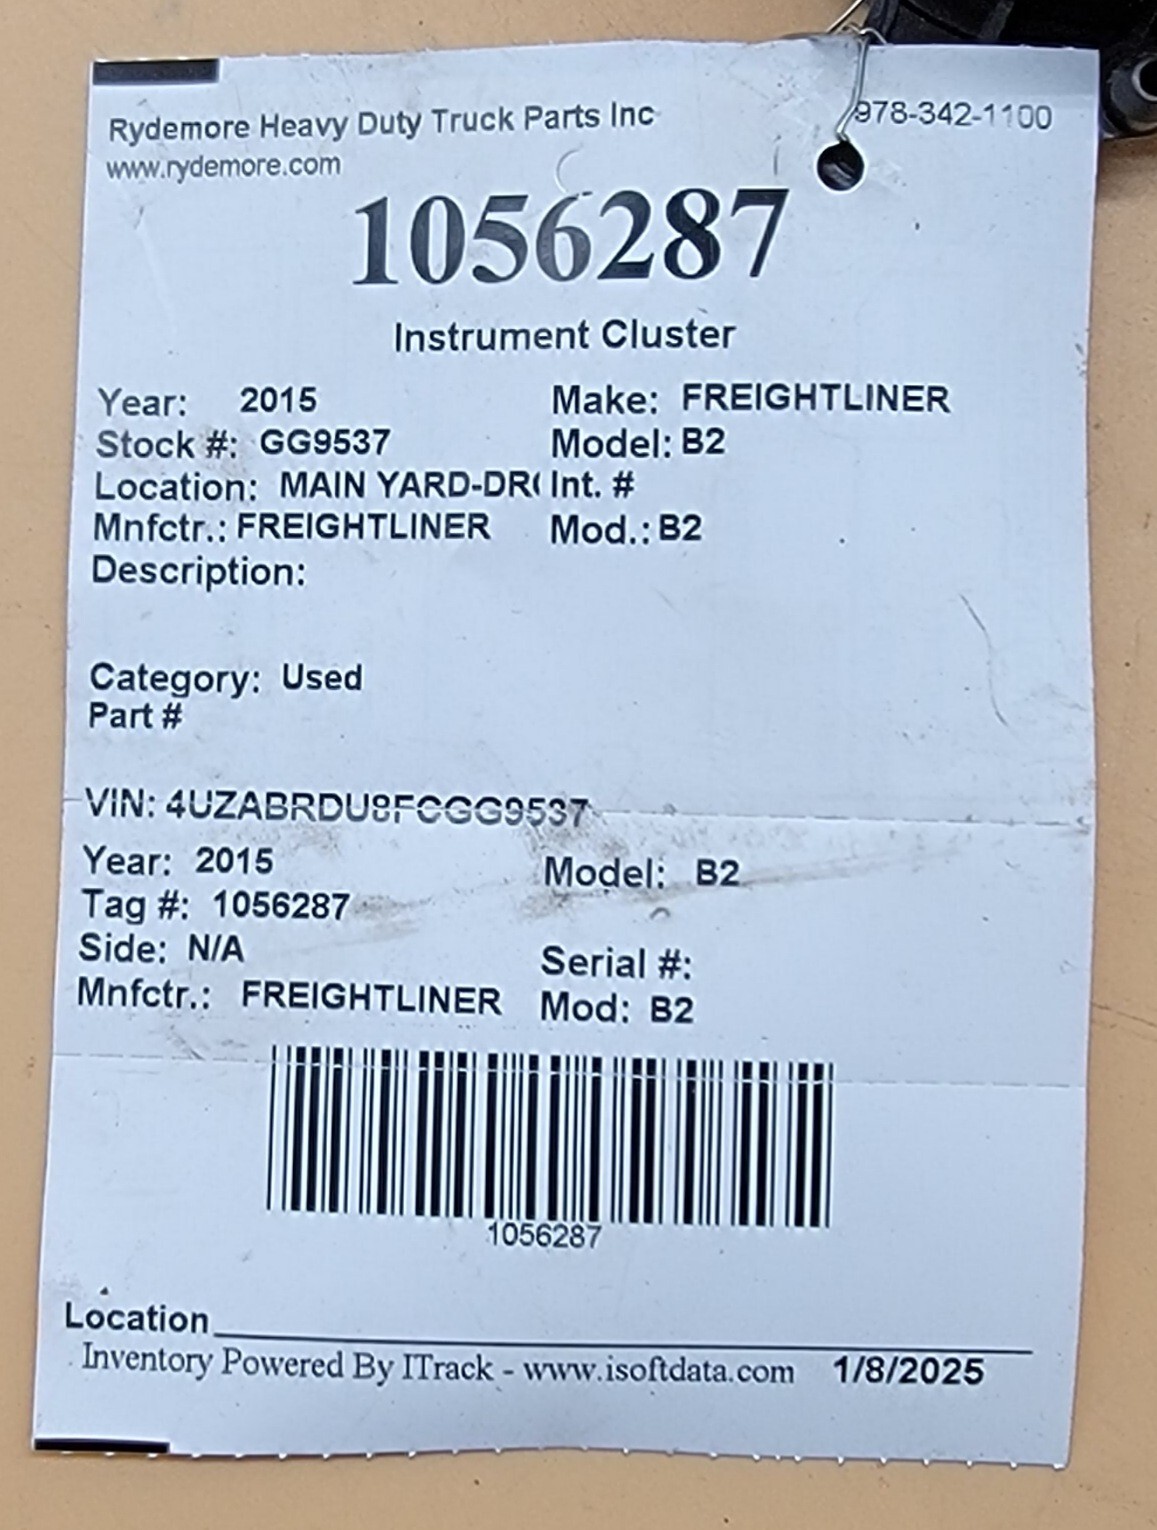 Rydemore Heavy Duty Truck Parts Inc 978-342-1100
www.rydemore.com
1056287
Instrument Cluster
Year: 2015 Make: FREIGHTLINER
Stock #: GG9537 Model: B2
Location: MAIN YARD-DR Int. #
Mnfctr.: FREIGHTLINER Mod.: B2
Description:
Category: Used
Part #
VIN: 4UZABRDU8FCGG9537
Year: 2015 Model: B2
Tag #: 1056287
Side: N/A Serial #:
Mnfctr.: FREIGHTLINER Mod: B2
1056287
Location
Inventory Powered By ITrack - www.isoftdata.com 1/8/2025